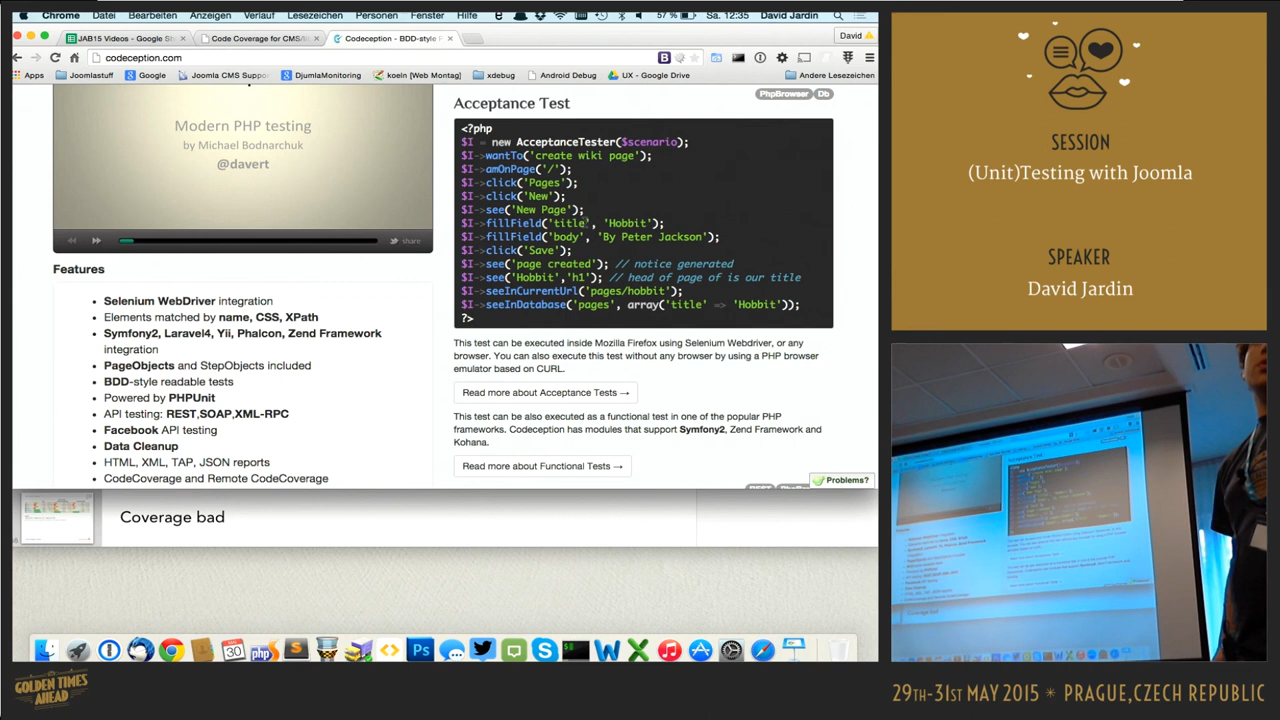 Chrome Datei Bearbeiten Anzeigen Verlauf Lesezeichen Personen Fenster Hilfe 57 % Sa. 12:35 David Jardin
JAB15 Videos - Google Sh
Code Coverage for CMS/lib
Codeception - BDD-style P
David
codeception.com
Apps Joomlastuff Google Joomla CMS Suppo DjumlaMonitoring koeln [Web Montag] xdebug Android Debug UX - Google Drive Andere Lesezeichen
Modern PHP testing
by Michael Bodnarchuk
@davert
share
Features
Selenium WebDriver integration
Elements matched by name, CSS, XPath
Symfony2, Laravel4, Yii, Phalcon, Zend Framework
integration
PageObjects and StepObjects included
BDD-style readable tests
Powered by PHPUnit
API testing: REST,SOAP,XML-RPC
Facebook API testing
Data Cleanup
HTML, XML, TAP, JSON reports
CodeCoverage and Remote CodeCoverage
Acceptance Test
PhpBrowser Db
<?php
$I = new AcceptanceTester($scenario);
$I->wantTo('create wiki page');
$I->amOnPage('/');
$I->click('Pages');
$I->click('New');
$I->see('New Page');
$I->fillField('title', 'Hobbit');
$I->fillField('body', 'By Peter Jackson');
$I->click('Save');
$I->see('page created'); // notice generated
$I->see('Hobbit','h1'); // head of page of is our title
$I->seeInCurrentUrl('pages/hobbit');
$I->seeInDatabase('pages', array('title' => 'Hobbit'));
?>
This test can be executed inside Mozilla Firefox using Selenium Webdriver, or any
browser. You can also execute this test without any browser by using a PHP browser
emulator based on CURL.
Read more about Acceptance Tests →
This test can be also executed as a functional test in one of the popular PHP
frameworks. Codeception has modules that support Symfony2, Zend Framework and
Kohana.
Read more about Functional Tests →
Problems?
Coverage bad
SESSION
(Unit)Testing with Joomla
SPEAKER
David Jardin
GOLDEN TIMES
AHEAD
29TH-31ST MAY 2015 * PRAGUE,CZECH REPUBLIC